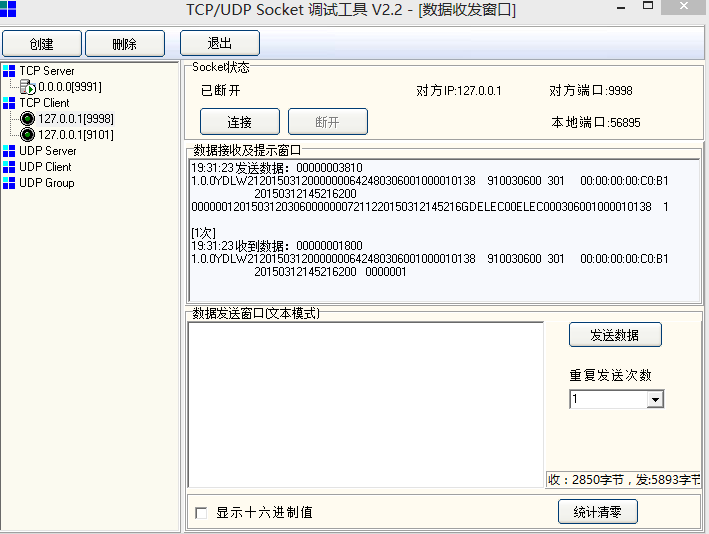 TCP/UDP Socket 调试工具 V2.2 - [数据收发窗口]
创建 删除 退出
TCP Server
0.0.0.0[9991]
TCP Client
127.0.0.1[9998]
127.0.0.1[9101]
UDP Server
UDP Client
UDP Group
Socket状态
已断开 对方IP:127.0.0.1 对方端口:9998
连接 断开 本地端口:56895
数据接收及提示窗口
19:31:23 发送数据：00000003810
1.0.0YDLW2120150312000000064248030600100001013​8 910030600 301 00:00:00:00:C0:B1
20150312145216200
0000001201503120306000000072112201503121452​16GDELEC00ELEC000306001000010138 1
[1次]
19:31:23 收到数据：00000001800
1.0.0YDLW21201503120000000642480306001000010138 910030600 301 00:00:00:00:C0:B1
20150312145216200 0000001
数据发送窗口(文本模式)
发送数据
重复发送次数
1
收：2850字节，发:5893字节
显示十六进制值 统计清零